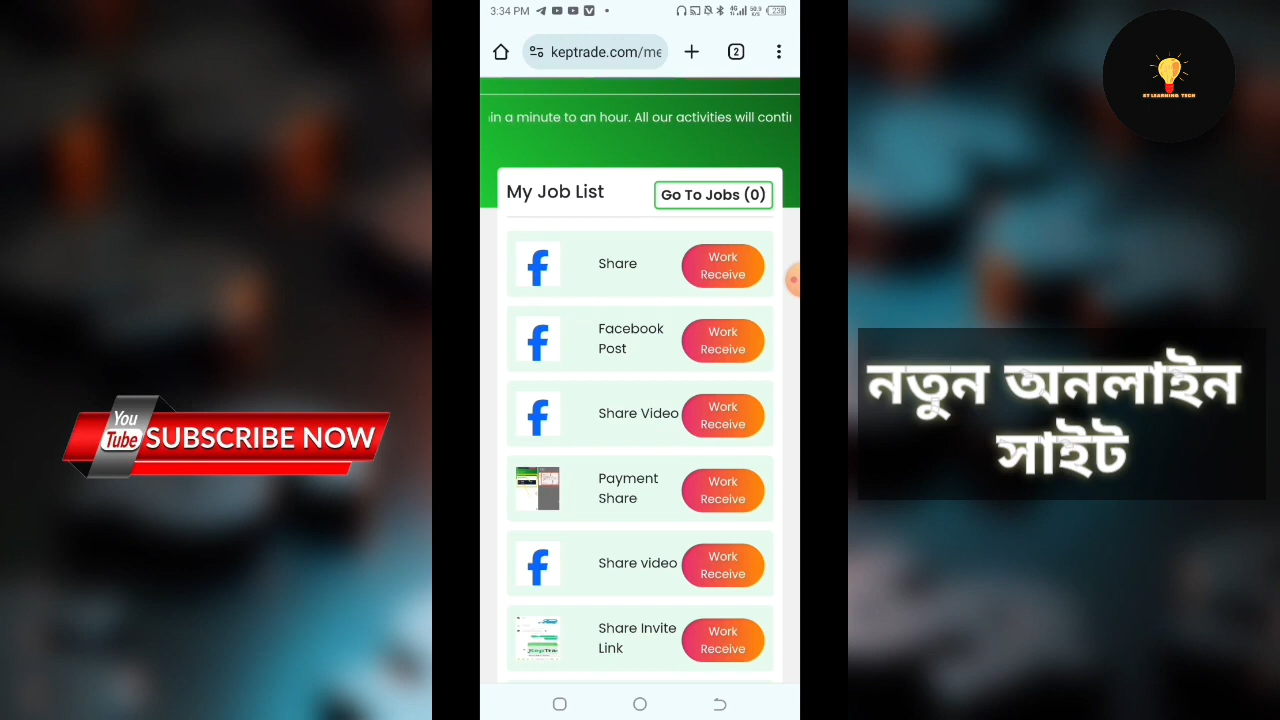 3:34 PM
keptrade.com/me
2
in a minute to an hour. All our activities will conti
My Job List
Go To Jobs (0)
Share
Work
Receive
Facebook
Post
Work
Receive
Share Video
Work
Receive
Payment
Share
Work
Receive
Share video
Work
Receive
Share Invite
Link
Work
Receive
You
Tube
SUBSCRIBE NOW
নতুন অনলাইন
সাইট